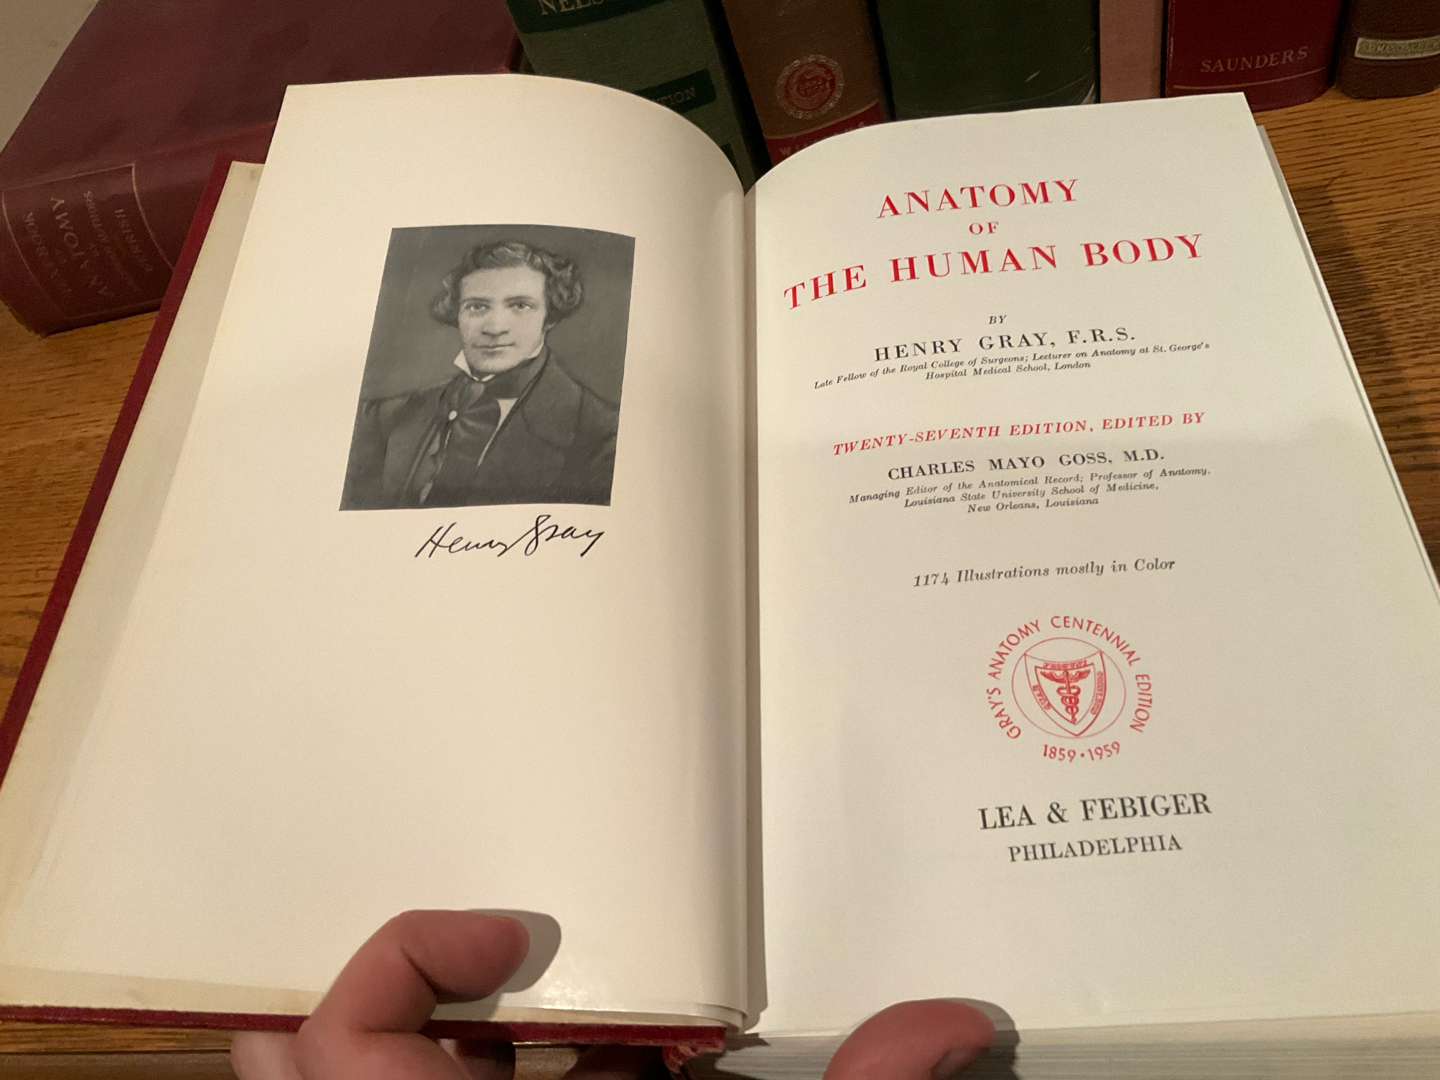 NELS
TION
SAUNDERS
ANATOMY
GERRISH
Henry Gray
ANATOMY
OF
THE HUMAN BODY
BY
HENRY GRAY, F.R.S.
Late Fellow of the Royal College of Surgeons; Lecturer on Anatomy at St. George's
Hospital Medical School, London
TWENTY-SEVENTH EDITION, EDITED BY
CHARLES MAYO GOSS, M.D.
Managing Editor of the Anatomical Record; Professor of Anatomy,
Louisiana State University School of Medicine,
New Orleans, Louisiana
1174 Illustrations mostly in Color
GRAY'S ANATOMY CENTENNIAL EDITION
1859 • 1959
LEA & FEBIGER
PHILADELPHIA